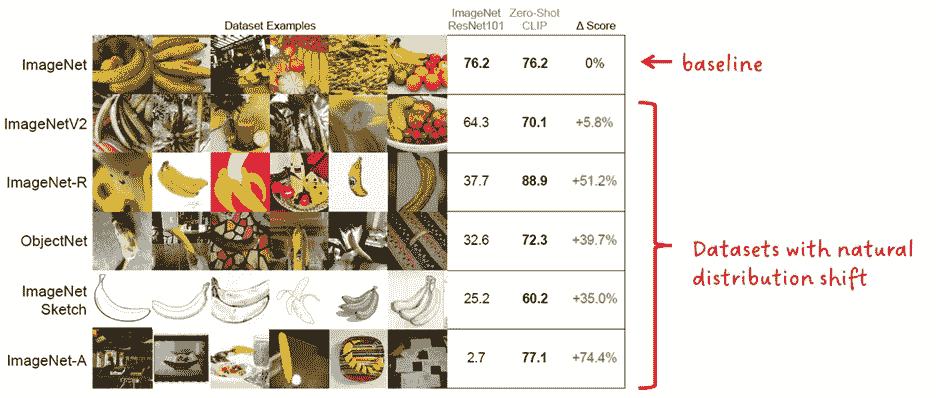 Dataset Examples
ImageNet
ResNet101
Zero-Shot
CLIP
Δ Score
ImageNet 76.2 76.2 0%
← baseline
ImageNetV2 64.3 70.1 +5.8%
ImageNet-R 37.7 88.9 +51.2%
ObjectNet 32.6 72.3 +39.7%
Datasets with natural
distribution shift
ImageNet
Sketch 25.2 60.2 +35.0%
ImageNet-A 2.7 77.1 +74.4%